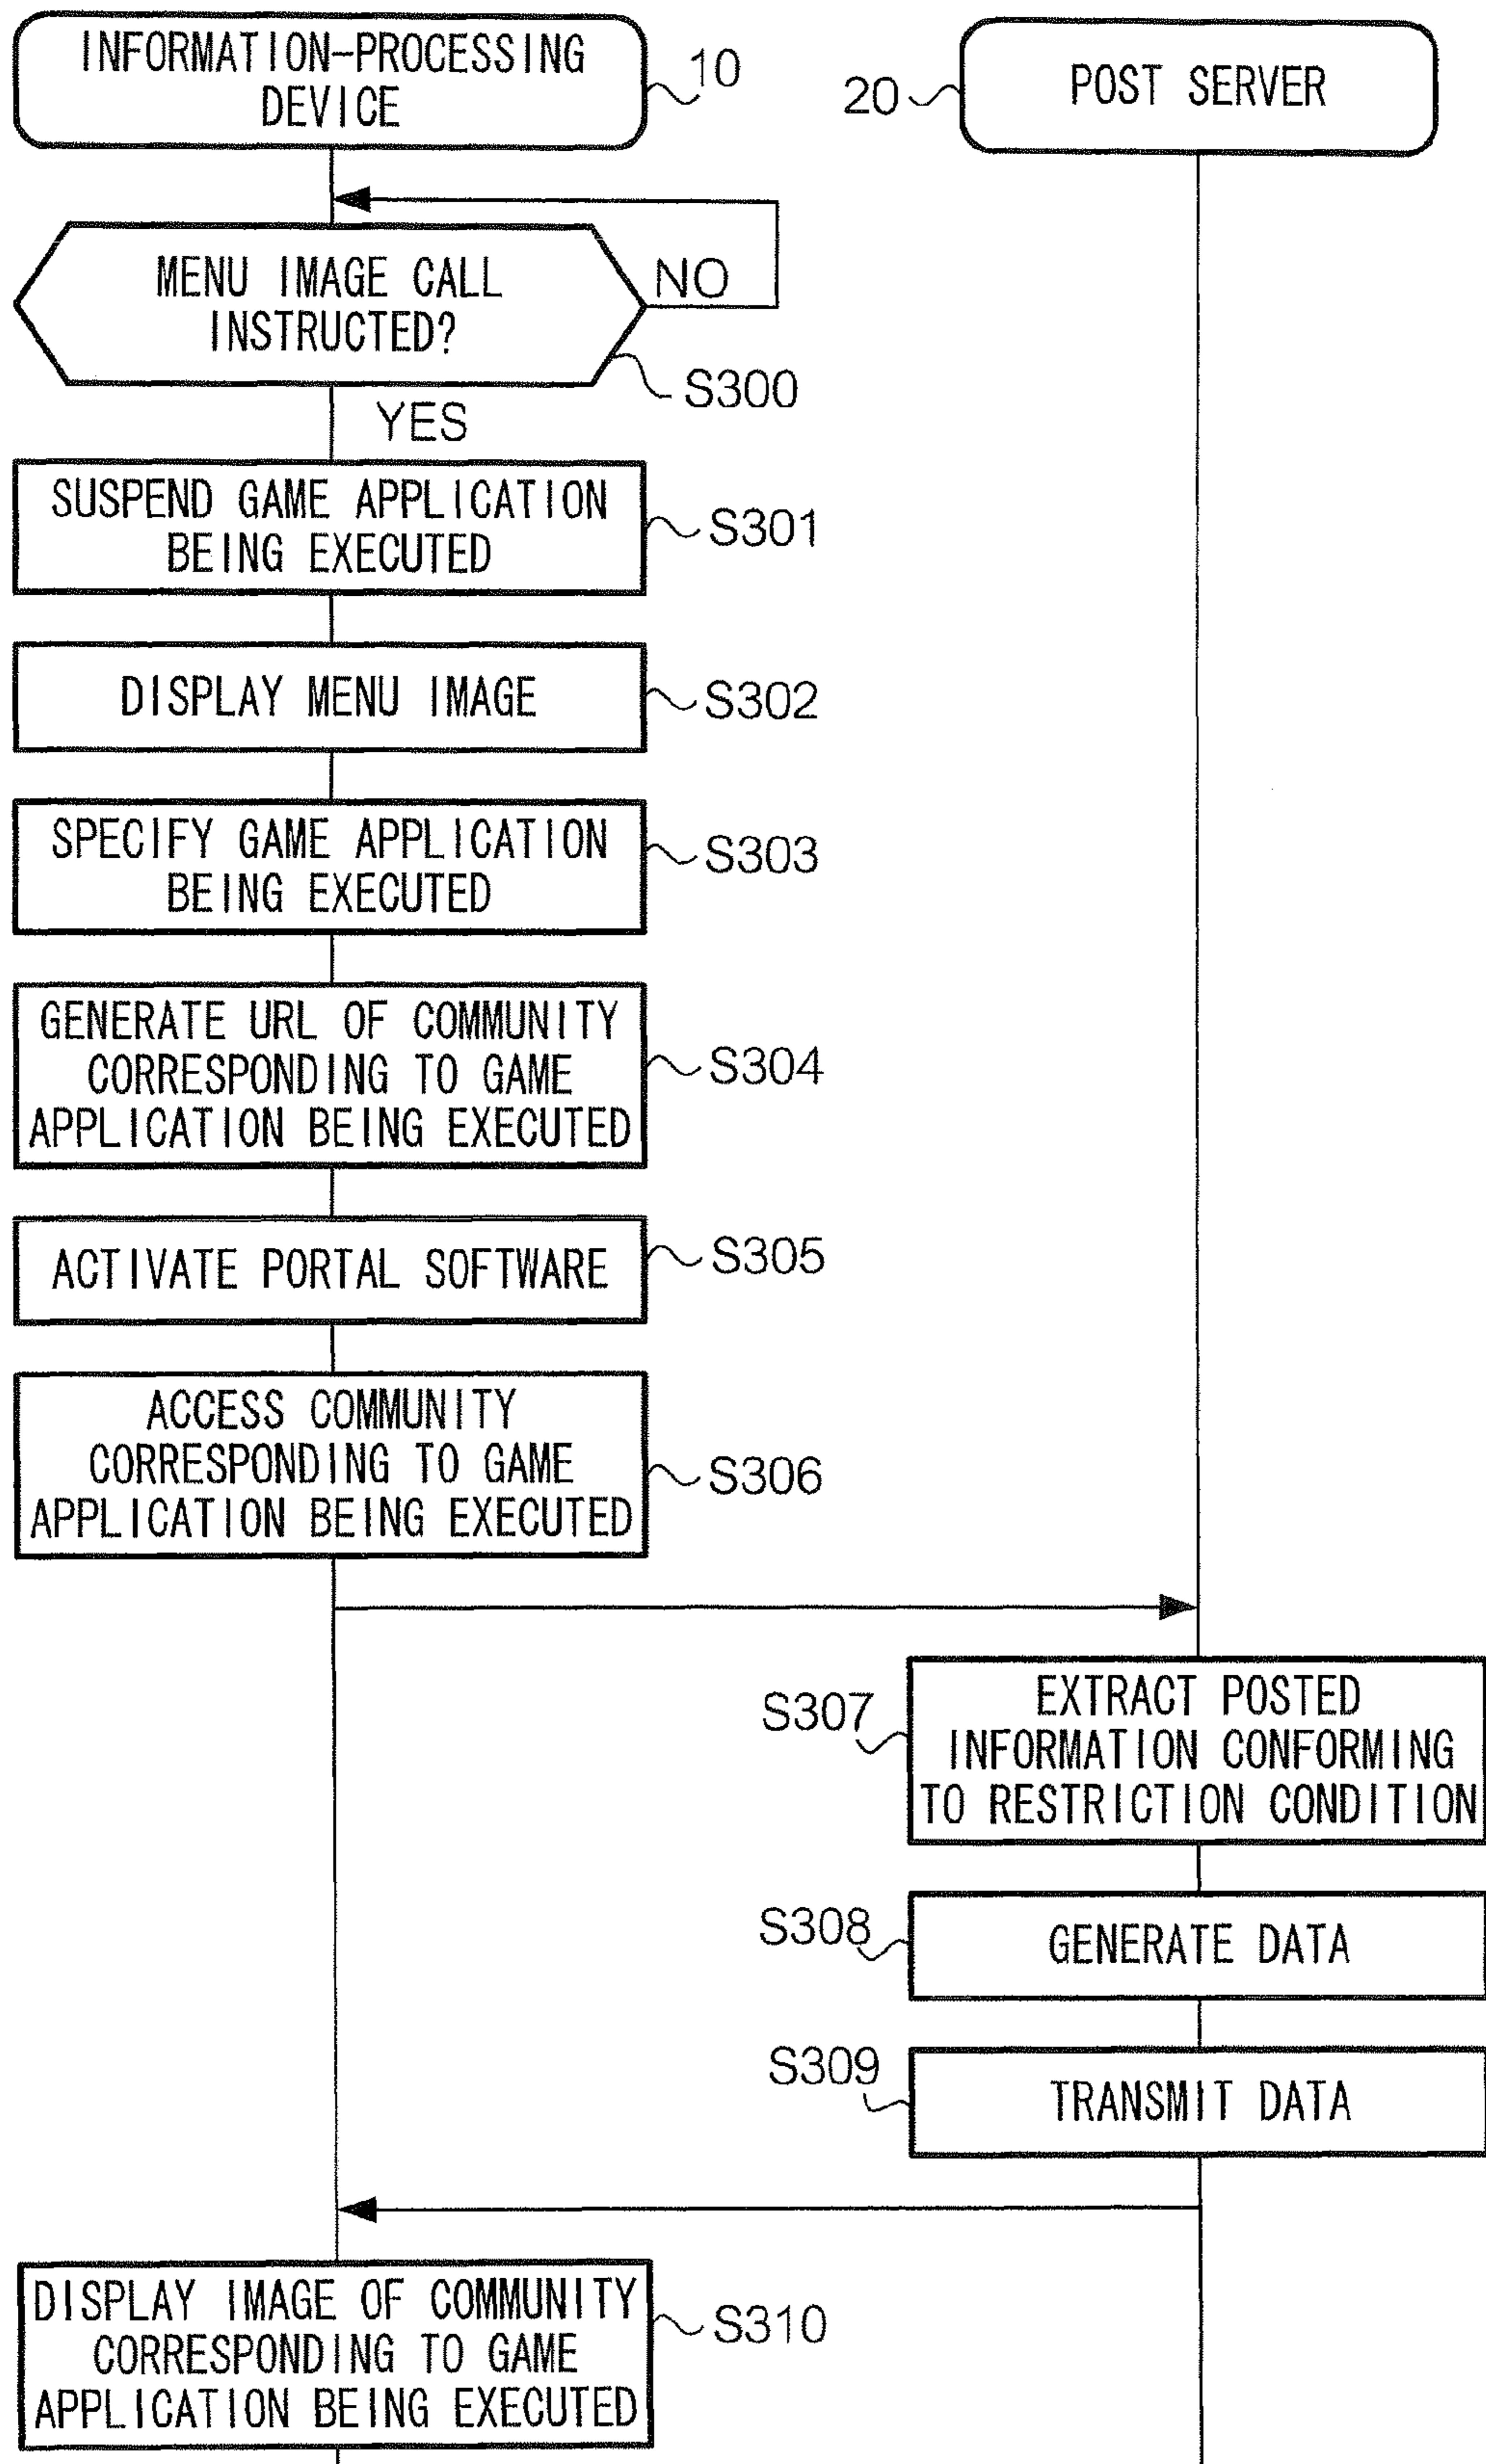 INFORMATION-PROCESSING
DEVICE
10
20
POST SERVER
MENU IMAGE CALL
INSTRUCTED?
NO
S300
YES
SUSPEND GAME APPLICATION
BEING EXECUTED
S301
DISPLAY MENU IMAGE
S302
SPECIFY GAME APPLICATION
BEING EXECUTED
S303
GENERATE URL OF COMMUNITY
CORRESPONDING TO GAME
APPLICATION BEING EXECUTED
S304
ACTIVATE PORTAL SOFTWARE
S305
ACCESS COMMUNITY
CORRESPONDING TO GAME
APPLICATION BEING EXECUTED
S306
S307
EXTRACT POSTED
INFORMATION CONFORMING
TO RESTRICTION CONDITION
S308
GENERATE DATA
S309
TRANSMIT DATA
DISPLAY IMAGE OF COMMUNITY
CORRESPONDING TO GAME
APPLICATION BEING EXECUTED
S310